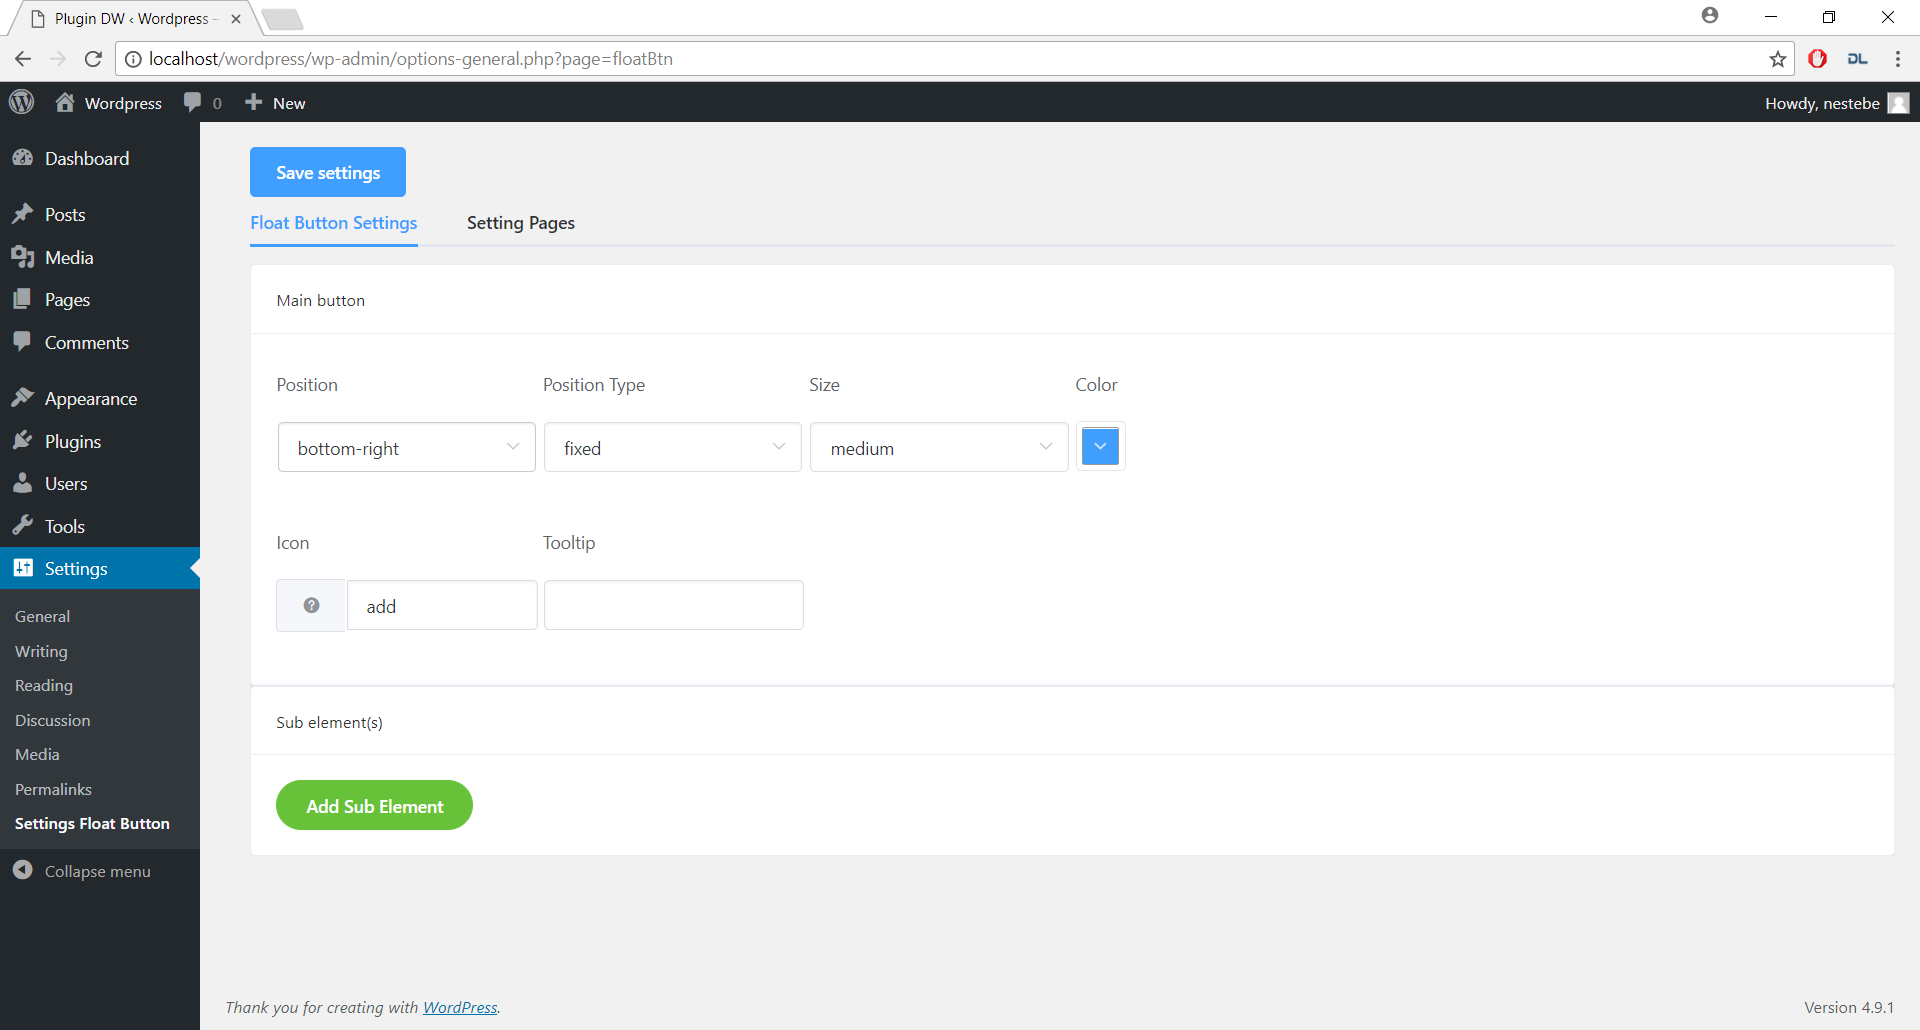 Plugin DW ‹ Wordpress –
localhost/wordpress/wp-admin/options-general.php?page=floatBtn
DL
Wordpress
0
New
Howdy, nestebe
Dashboard
Posts
Media
Pages
Comments
Appearance
Plugins
Users
Tools
Settings
General
Writing
Reading
Discussion
Media
Permalinks
Settings Float Button
Collapse menu
Save settings
Float Button Settings
Setting Pages
Main button
Position
Position Type
Size
Color
bottom-right
fixed
medium
Icon
Tooltip
add
Sub element(s)
Add Sub Element
Thank you for creating with WordPress.
Version 4.9.1